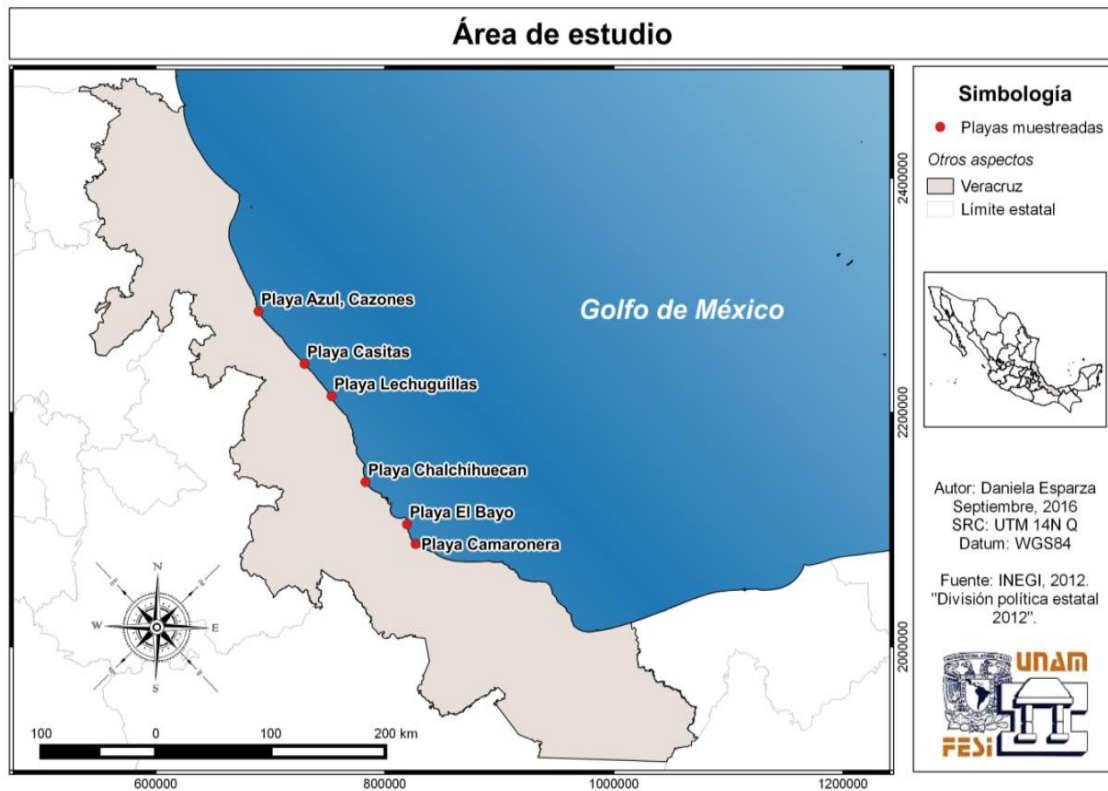 Área de estudio
Simbología
Playas muestreadas
Otros aspectos
Veracruz
Límite estatal
2400000
2200000
2000000
Playa Azul, Cazones
Golfo de México
Playa Casitas
Playa Lechuguillas
Playa Chalchihuecan
Playa El Bayo
Playa Camaronera
N
W
E
S
100
0
100
200 km
600000
800000
1000000
1200000
Autor: Daniela Esparza
Septiembre, 2016
SRC: UTM 14N Q
Datum: WGS84
Fuente: INEGI, 2012.
"División política estatal
2012".
UNAM
FESi